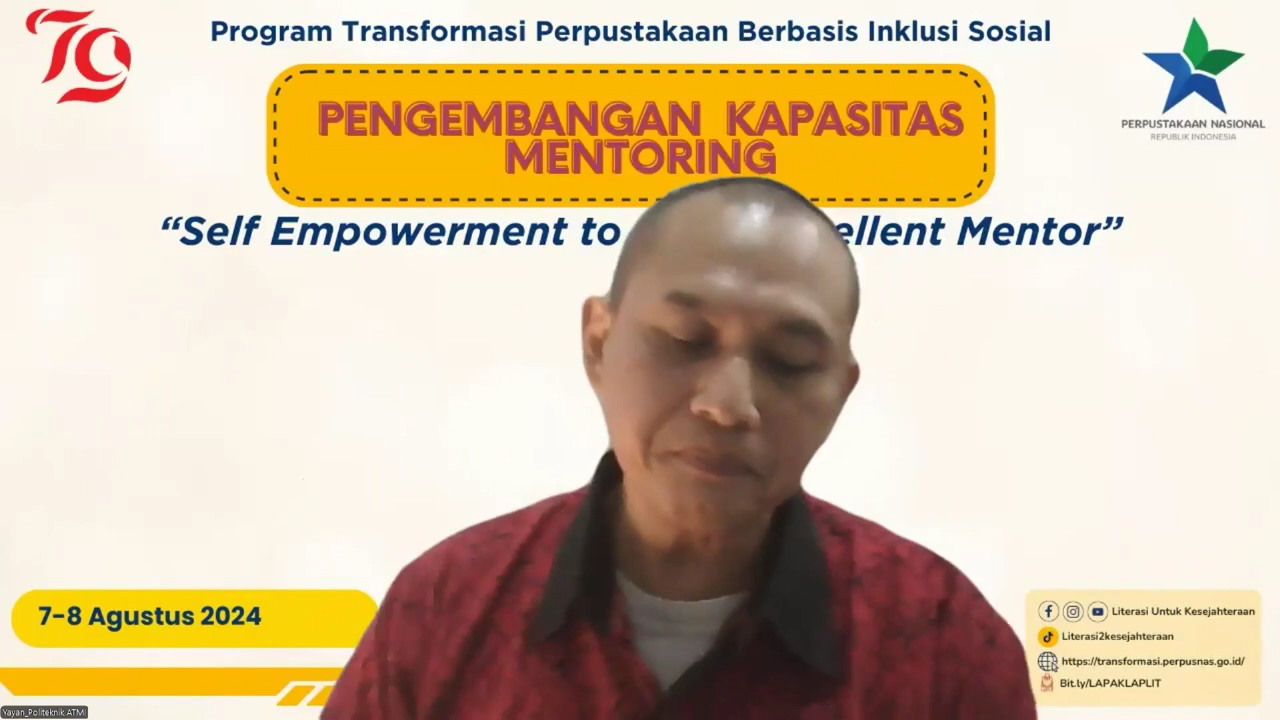 79
Program Transformasi Perpustakaan Berbasis Inklusi Sosial
PENGEMBANGAN KAPASITAS
MENTORING
PERPUSTAKAAN NASIONAL
REPUBLIK INDONESIA
“Self Empowerment to ellent Mentor”
7-8 Agustus 2024
Literasi Untuk Kesejahteraan
Literasi2kesejahteraan
https://transformasi.perpusnas.go.id/
Bit.ly/LAPAKLAPLIT
Yayan_Politeknik ATMI